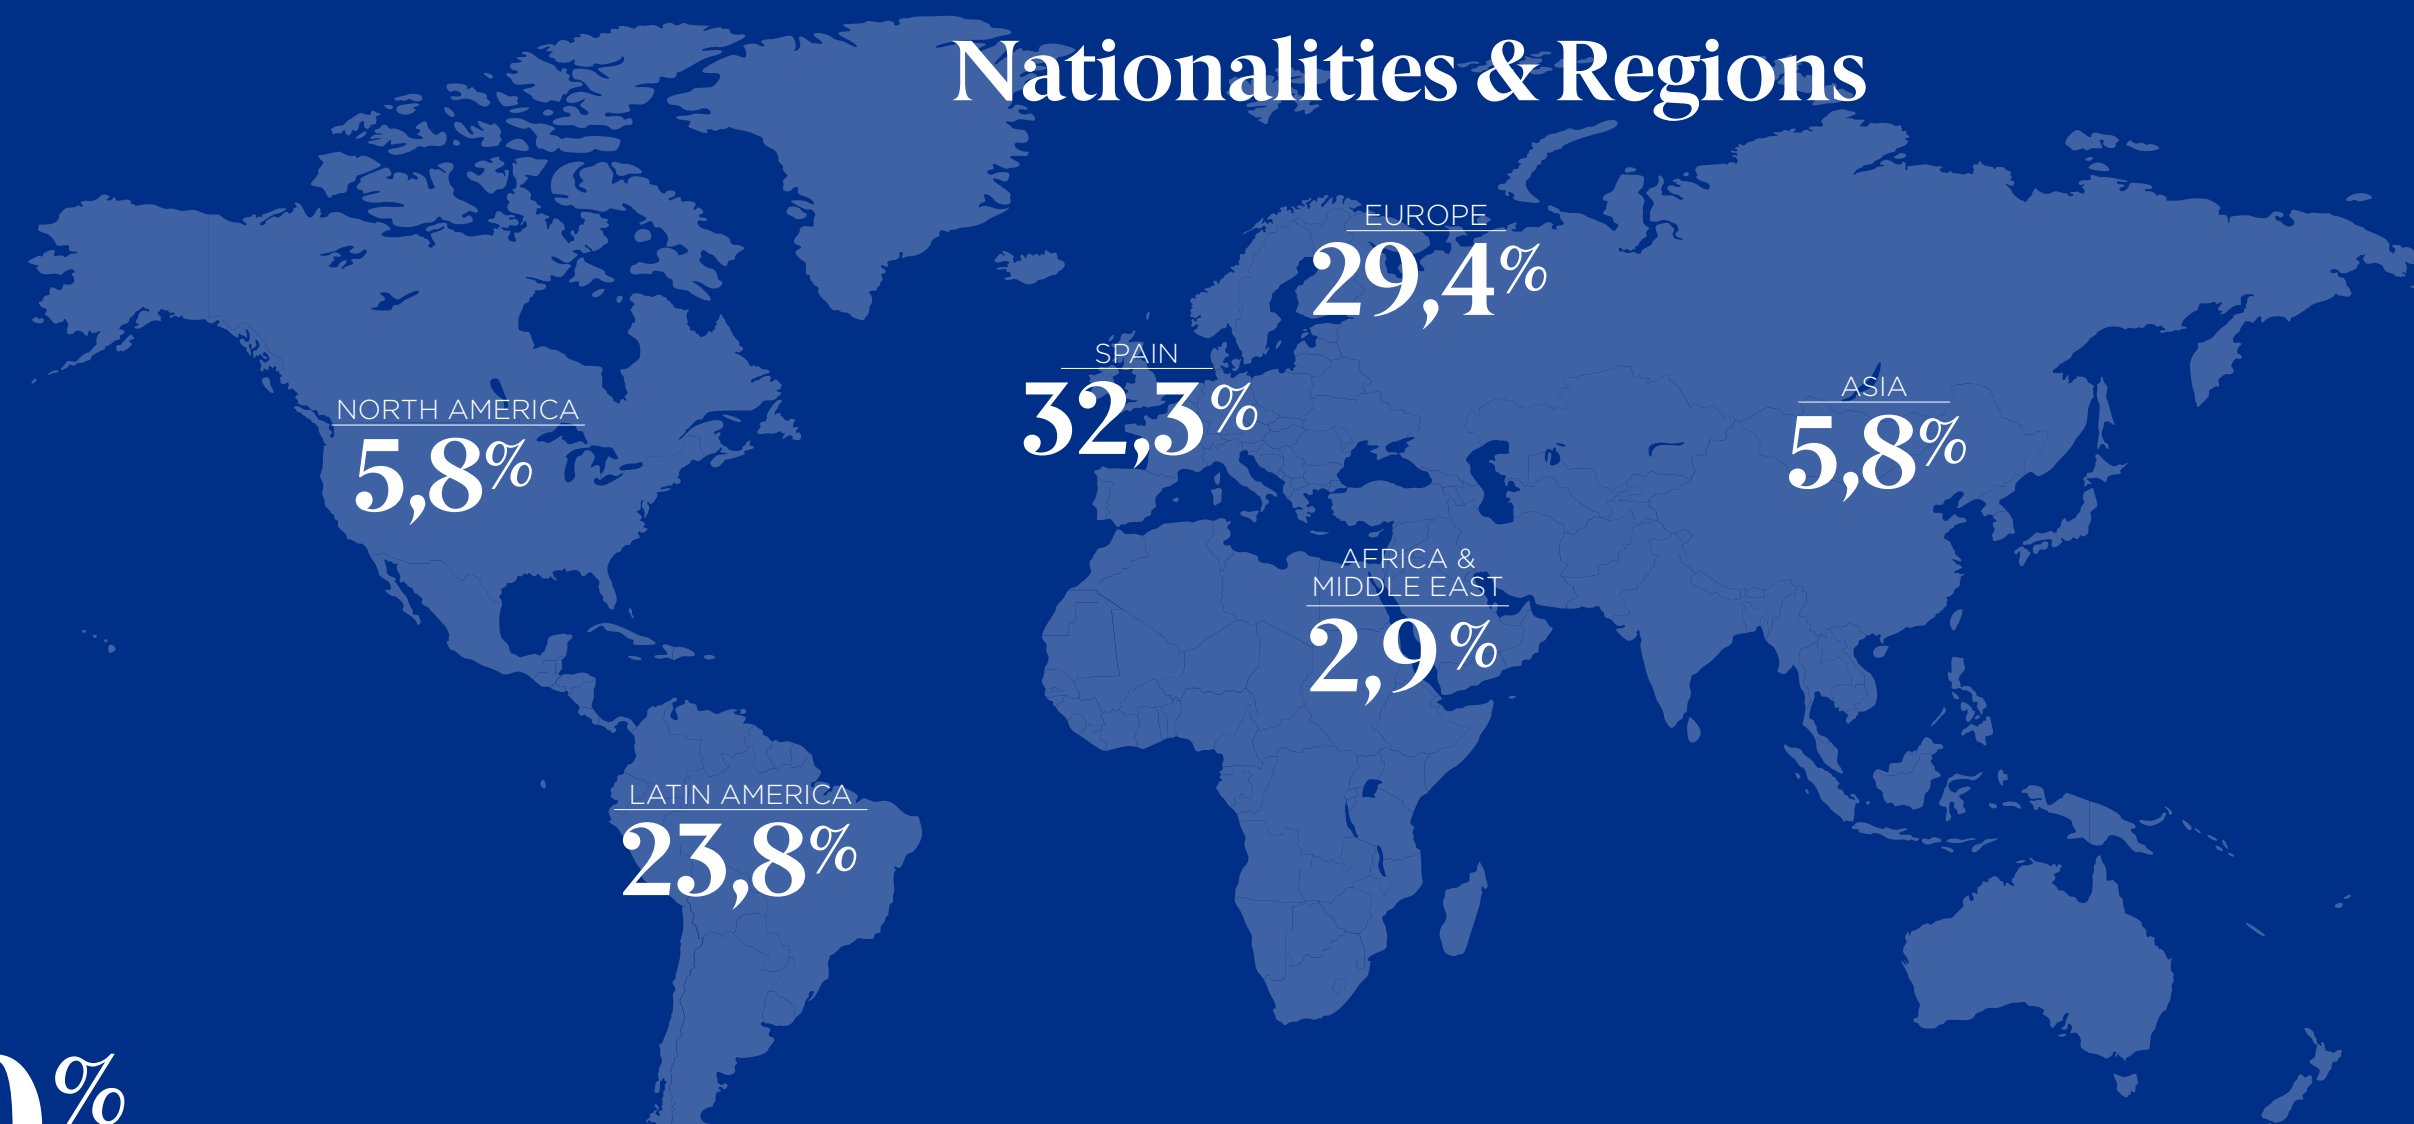 Nationalities & Regions
EUROPE
29,4%
SPAIN
32,3%
ASIA
5,8%
NORTH AMERICA
5,8%
AFRICA &
MIDDLE EAST
2,9%
LATIN AMERICA
23,8%
%